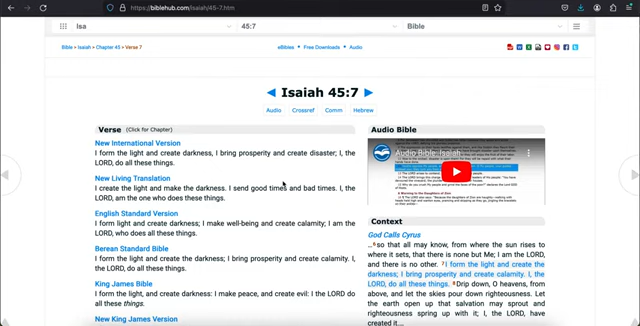 https://biblehub.com/isaiah/45-7.htm
Isa
45:7
Bible
Bible > Isaiah > Chapter 45 > Verse 7
eBibles • Free Downloads • Audio
◄ Isaiah 45:7 ►
Audio Crossref Comm Hebrew
Verse (Click for Chapter)
New International Version
I form the light and create darkness, I bring prosperity and create disaster; I, the
LORD, do all these things.
New Living Translation
I create the light and make the darkness. I send good times and bad times. I, the
LORD, am the one who does these things.
English Standard Version
I form light and create darkness; I make well-being and create calamity; I am the
LORD, who does all these things.
Berean Standard Bible
I form the light and create the darkness; I bring prosperity and create calamity. I,
the LORD, do all these things.
King James Bible
I form the light, and create darkness: I make peace, and create evil: I the LORD do
all these things.
New King James Version
Audio Bible
Audio Bible: Isaiah
Context
God Calls Cyrus
…6so that all may know, from where the sun rises to
where it sets, that there is none but Me; I am the LORD,
and there is no other. 7I form the light and create the
darkness; I bring prosperity and create calamity. I, the
LORD, do all these things. 8Drip down, O heavens, from
above, and let the skies pour down righteousness. Let
the earth open up that salvation may sprout and
righteousness spring up with it; I, the LORD, have
created it.…